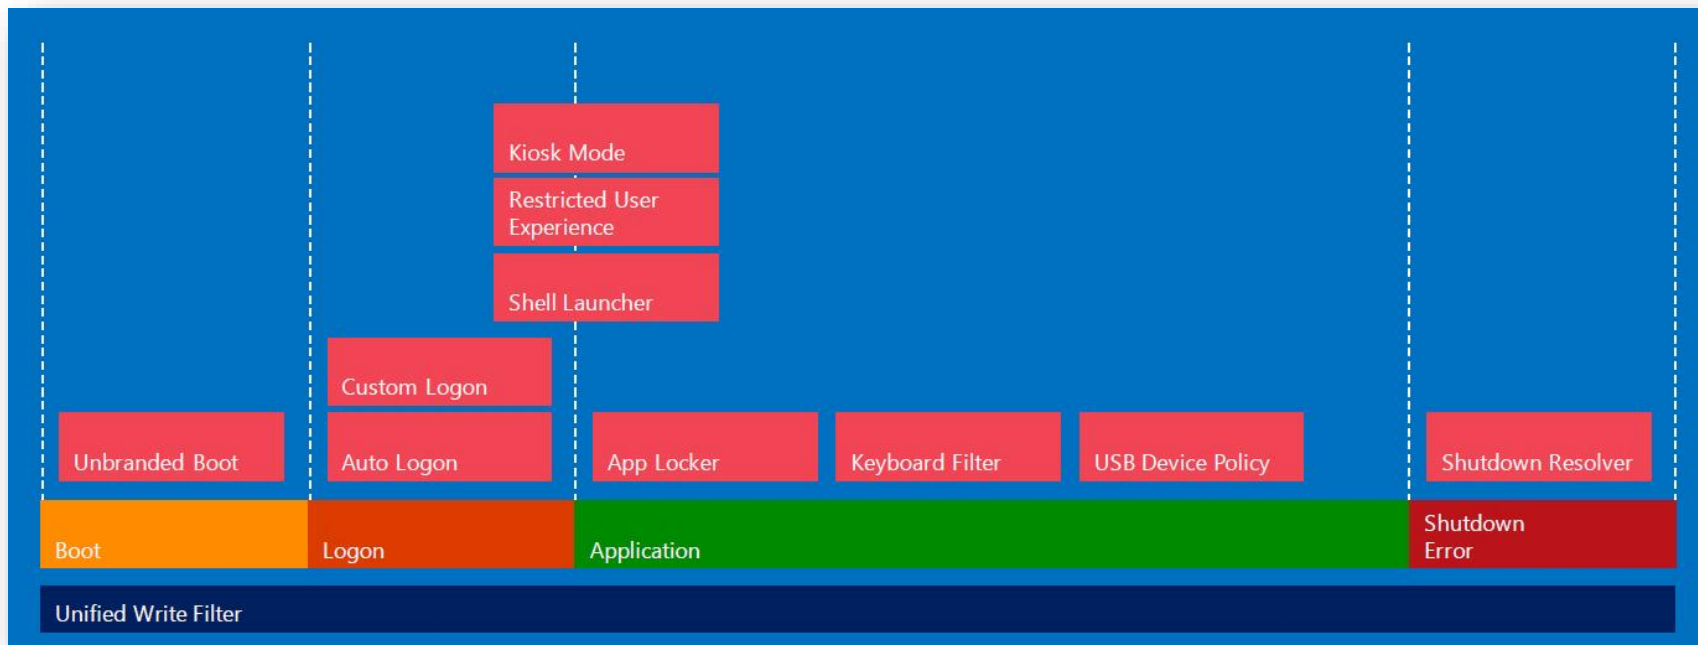 Kiosk Mode
Restricted User
Experience
Shell Launcher
Custom Logon
Unbranded Boot
Auto Logon
App Locker
Keyboard Filter
USB Device Policy
Shutdown Resolver
Boot
Logon
Application
Shutdown
Error
Unified Write Filter